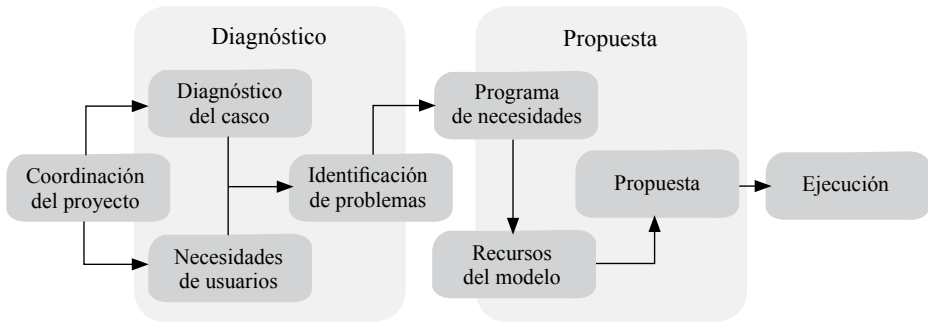 Diagnóstico
Propuesta
Diagnóstico
del casco
Programa
de necesidades
Coordinación
del proyecto
Identificación
de problemas
Propuesta
Ejecución
Necesidades
de usuarios
Recursos
del modelo